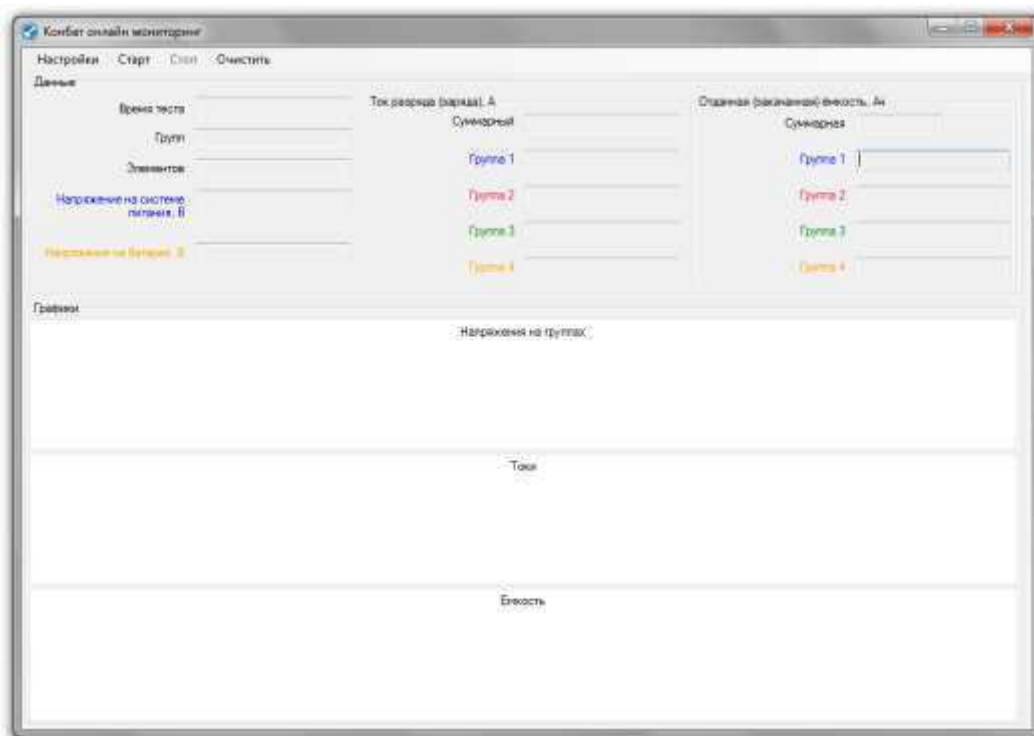 Конбат онлайн мониторинг
Настройки Старт Стоп Очистить
Данные
Время теста
Групп
Элементов
Напряжение на системе
питания, В
Напряжение на батарее, В
Ток разряда (заряда), А
Суммарный
Группа 1
Группа 2
Группа 3
Группа 4
Отданная (закачанная) ёмкость, Ач
Суммарная
Группа 1
Группа 2
Группа 3
Группа 4
Графики
Напряжения на группах
Токи
Емкость